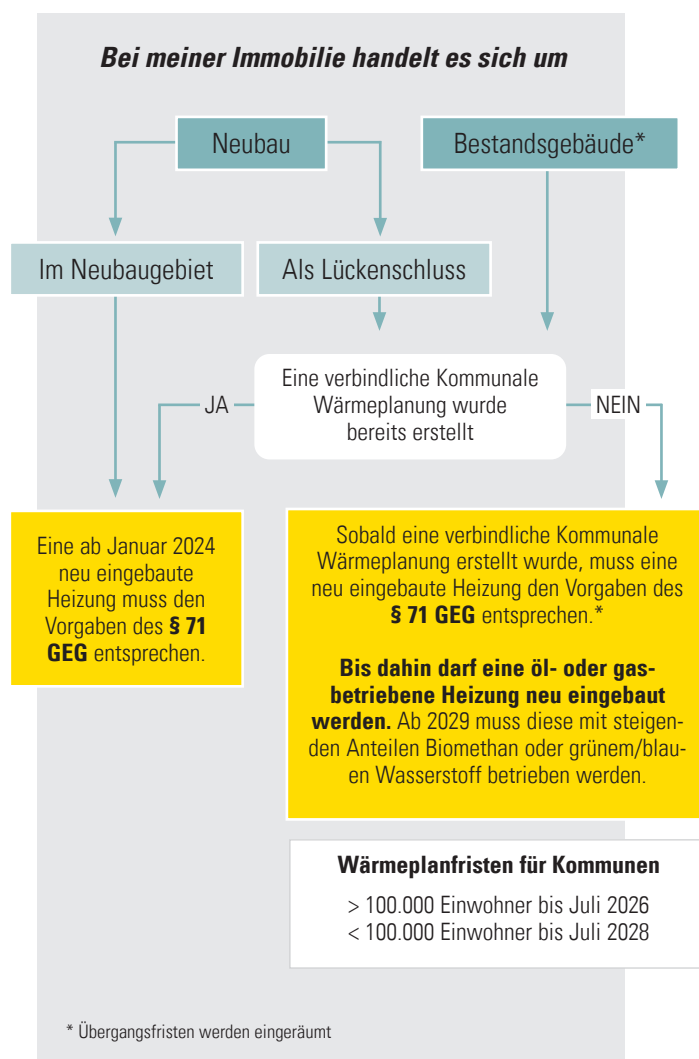 Bei meiner Immobilie handelt es sich um
Neubau
Bestandsgebäude*
Im Neubaugebiet
Als Lückenschluss
Eine verbindliche Kommunale
Wärmeplanung wurde
bereits erstellt
JA
NEIN
Eine ab Januar 2024
neu eingebaute
Heizung muss den
Vorgaben des § 71
GEG entsprechen.
Sobald eine verbindliche Kommunale
Wärmeplanung erstellt wurde, muss eine
neu eingebaute Heizung den Vorgaben des
§ 71 GEG entsprechen.*
Bis dahin darf eine öl- oder gas-
betriebene Heizung neu eingebaut
werden. Ab 2029 muss diese mit steigen-
den Anteilen Biomethan oder grünem/blau-
en Wasserstoff betrieben werden.
Wärmeplanfristen für Kommunen
> 100.000 Einwohner bis Juli 2026
< 100.000 Einwohner bis Juli 2028
* Übergangsfristen werden eingeräumt